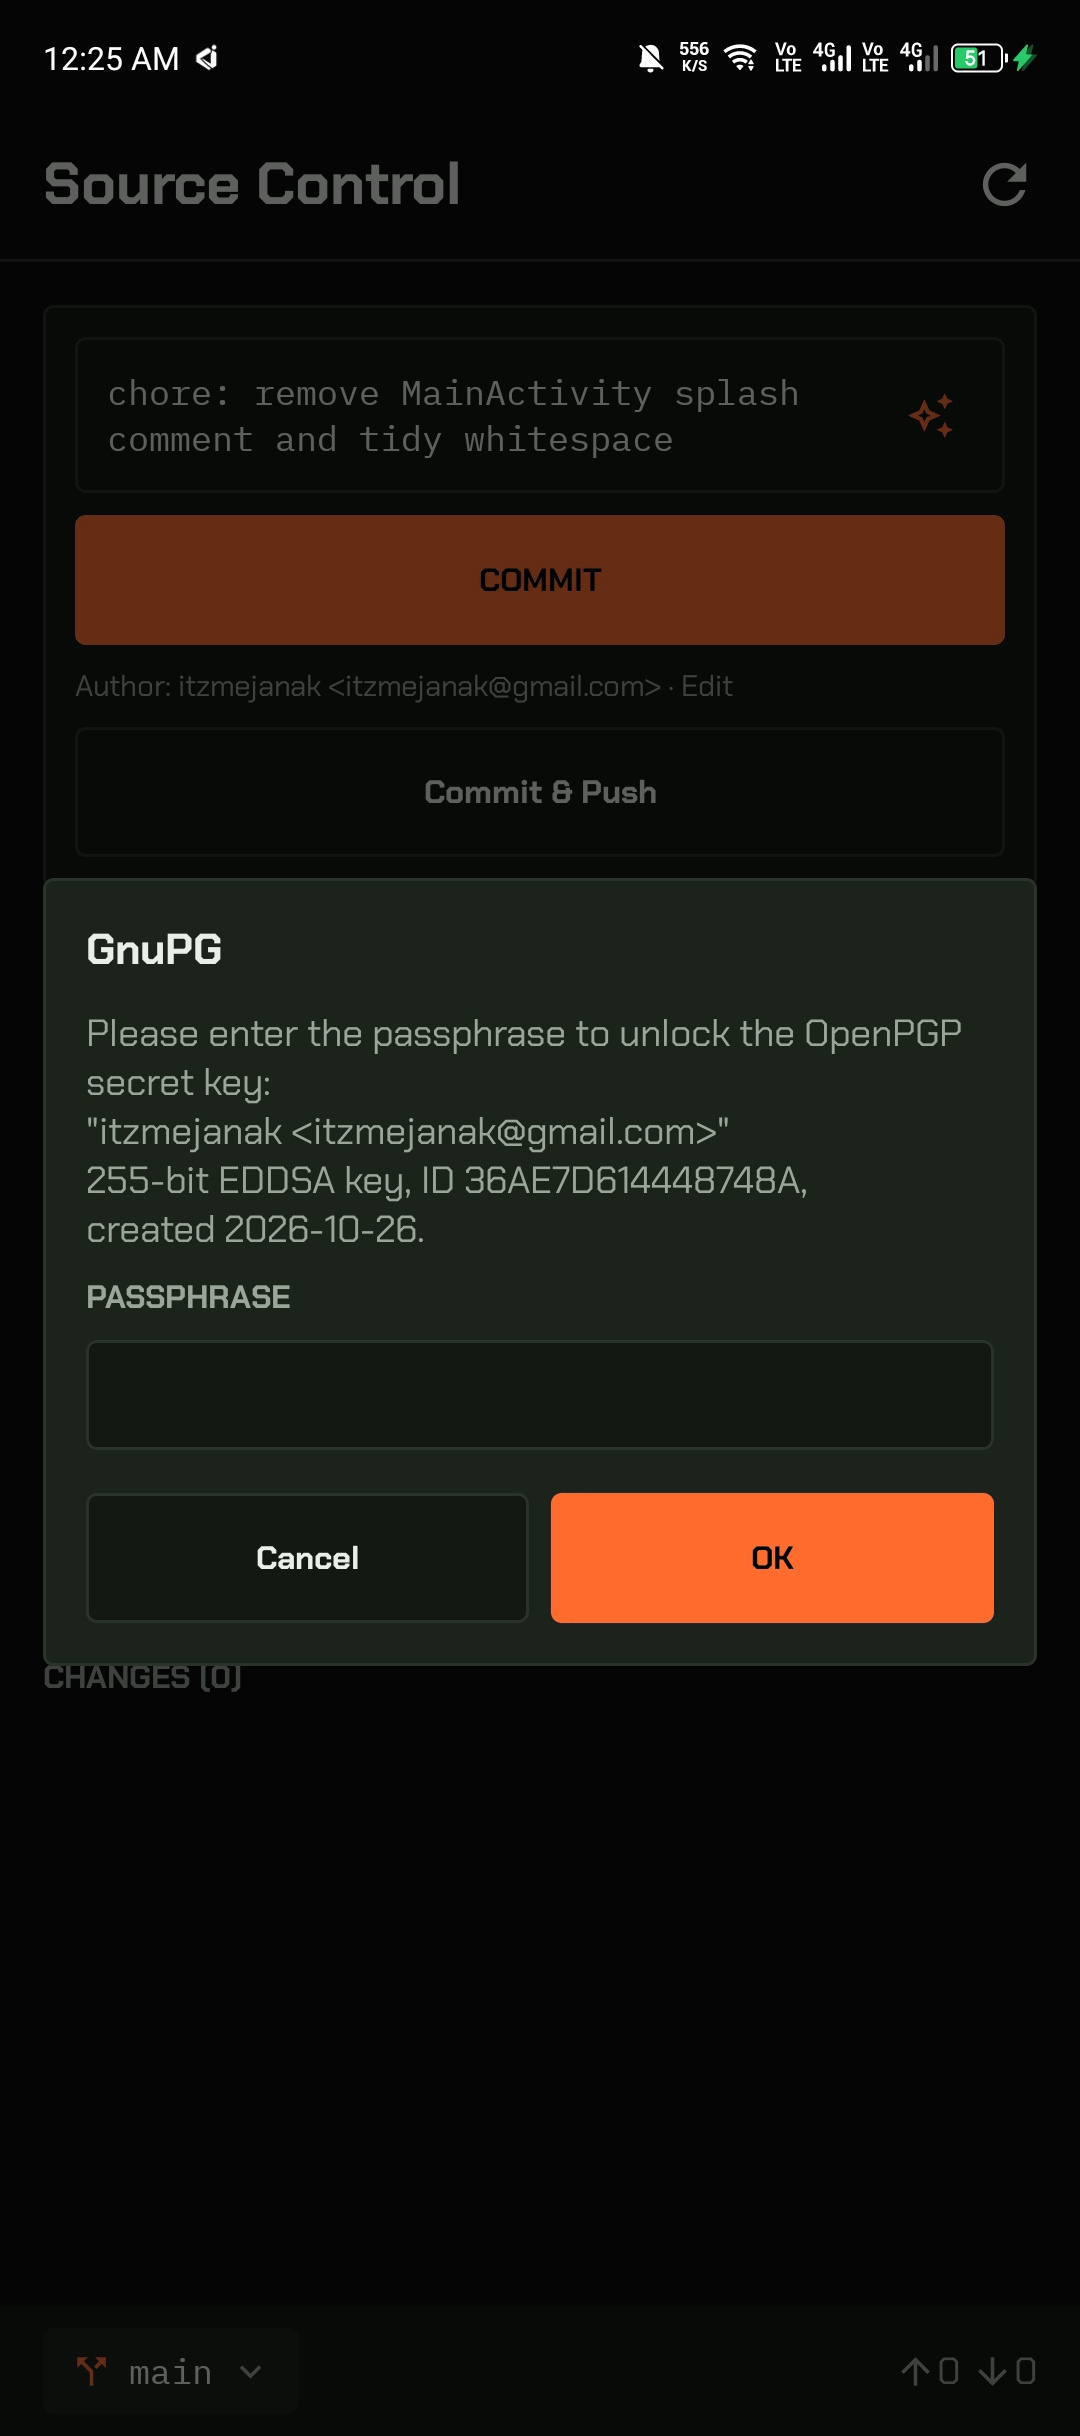 12:25 AM
556 K/S Vo LTE 4G Vo LTE 4G 51
Source Control
chore: remove MainActivity splash
comment and tidy whitespace
COMMIT
Author: itzmejanak <itzmejanak@gmail.com> · Edit
Commit & Push
GnuPG
Please enter the passphrase to unlock the OpenPGP
secret key:
"itzmejanak <itzmejanak@gmail.com>"
255-bit EDDSA key, ID 36AE7D614448748A,
created 2026-10-26.
PASSPHRASE
Cancel
OK
CHANGES (0)
main
↑0 ↓0